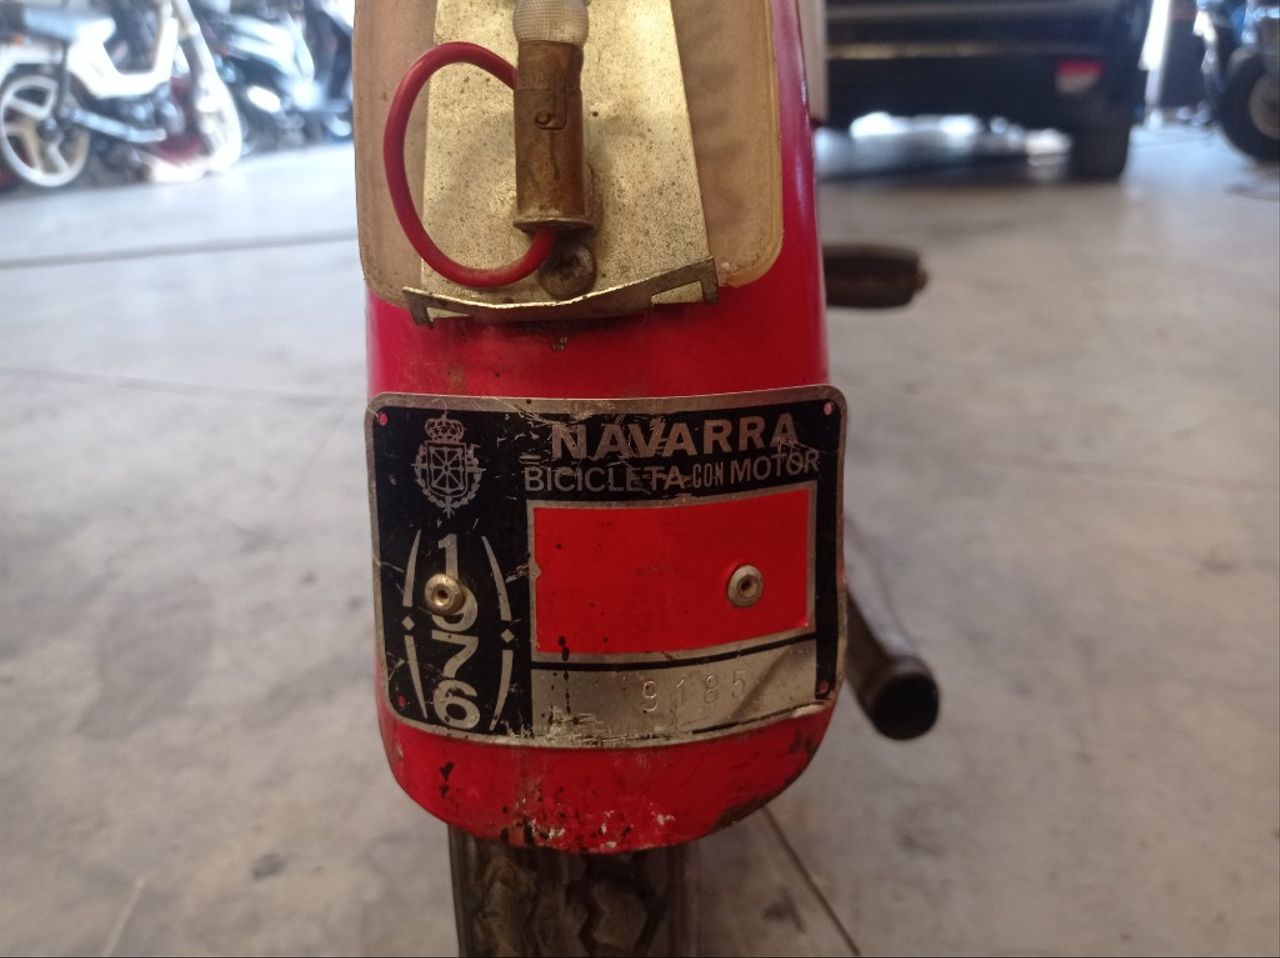 NAVARRA
BICICLETA CON MOTOR
1976
9185